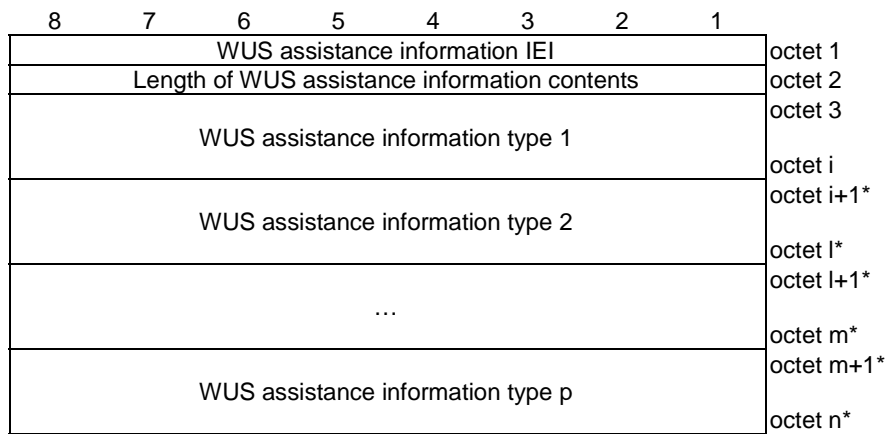 8 7 6 5 4 3 2 1
WUS assistance information IEI octet 1
Length of WUS assistance information contents octet 2
octet 3
WUS assistance information type 1
octet i
octet i+1*
WUS assistance information type 2
octet l*
octet l+1*
…
octet m*
octet m+1*
WUS assistance information type p
octet n*